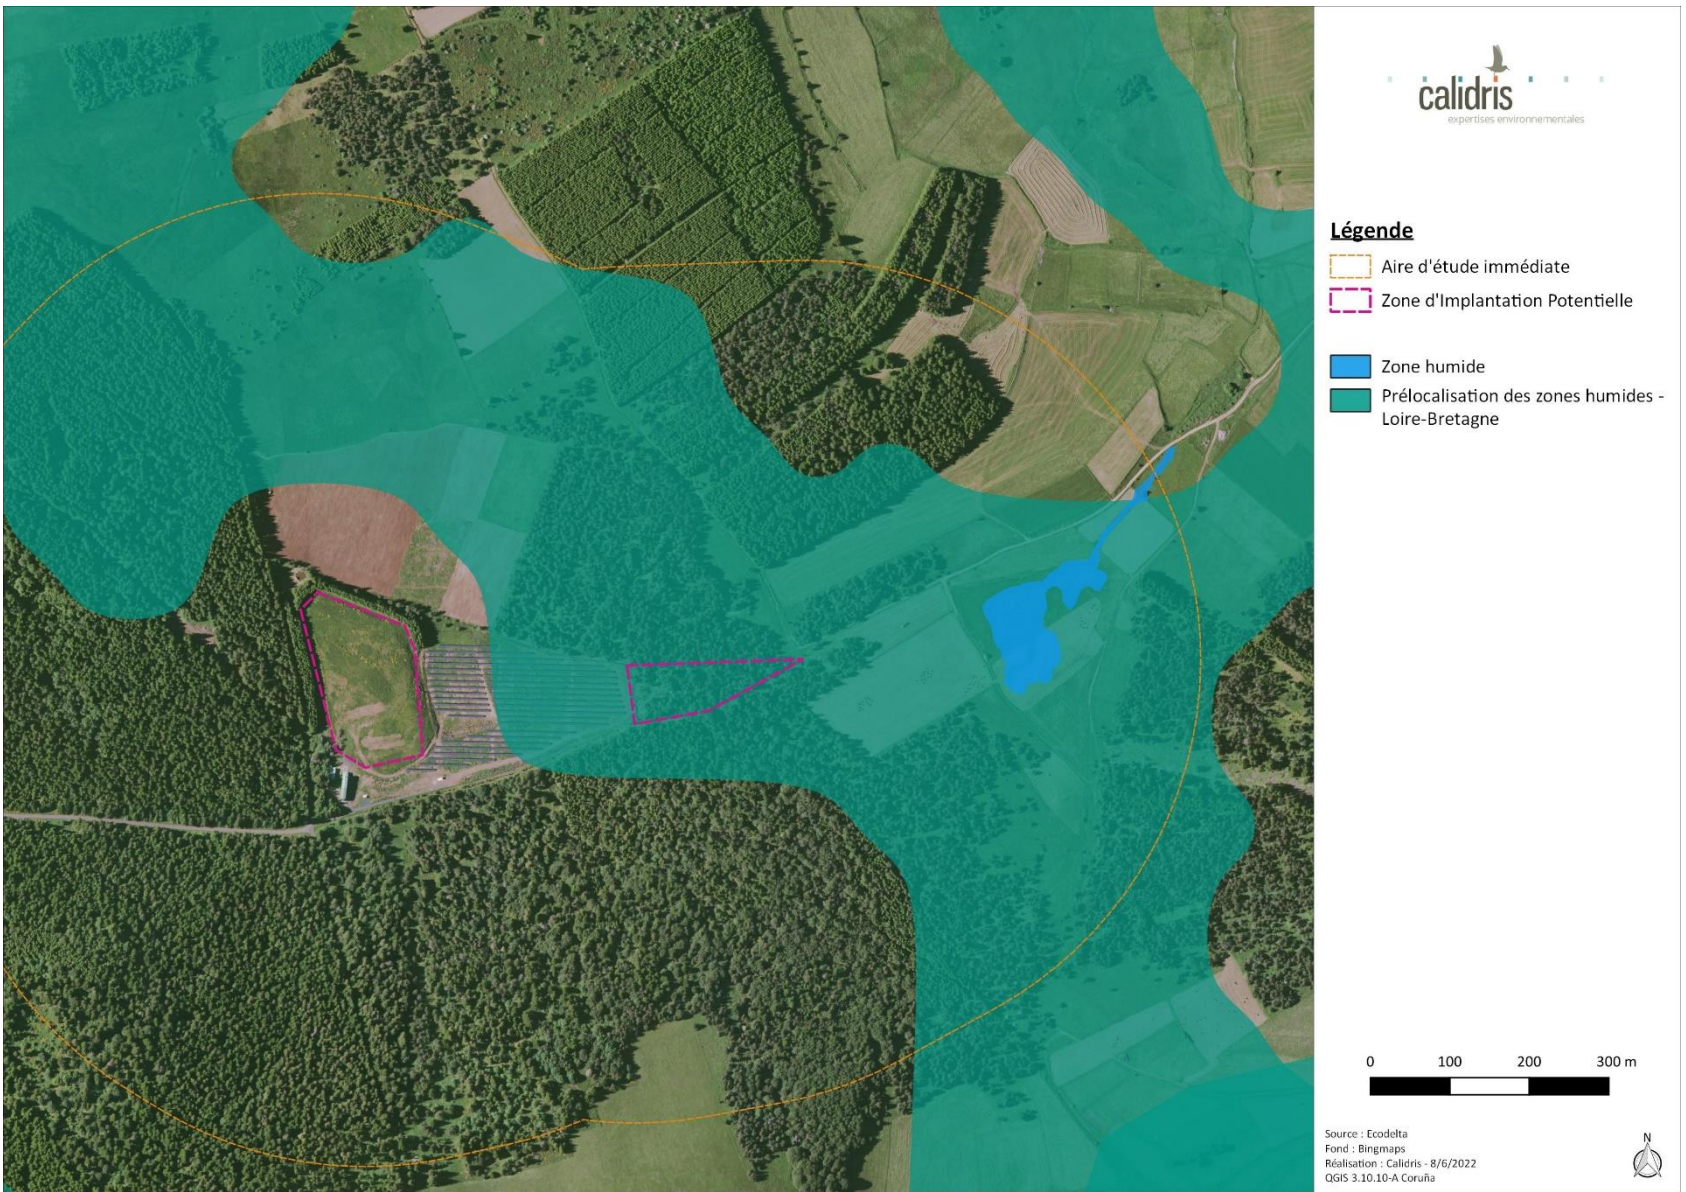 calidris
expertises environnementales
Légende
Aire d'étude immédiate
Zone d'Implantation Potentielle
Zone humide
Prélocalisation des zones humides -
Loire-Bretagne
0 100 200 300 m
Source : Ecodelta
Fond : Bingmaps
Réalisation : Calidris - 8/6/2022
QGIS 3.10.10-A Coruña
N